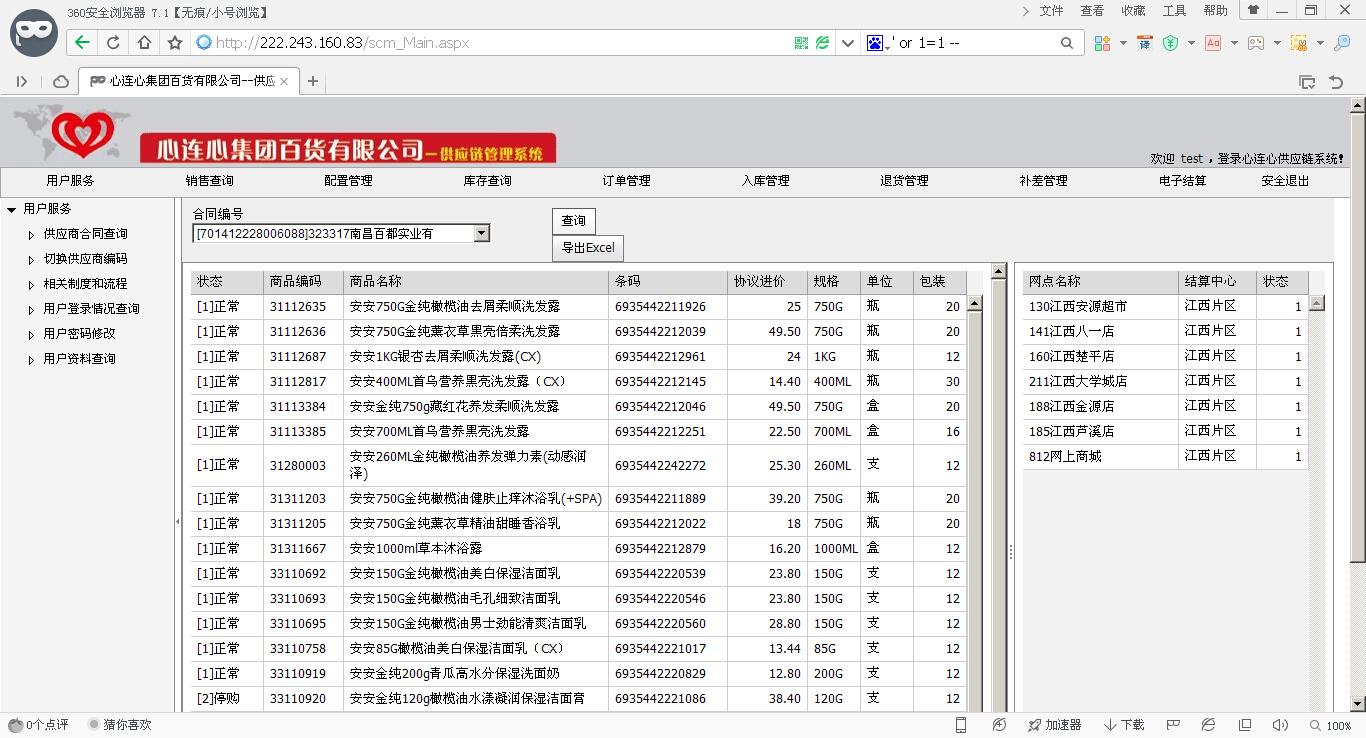 360安全浏览器 7.1【无痕/小号浏览】 文件 查看 收藏 工具 帮助
http://222.243.160.83/scm_Main.aspx ' or 1=1 --
心连心集团百货有限公司--供应
心连心集团百货有限公司—供应链管理系统
欢迎 test，登录心连心供应链系统!
用户服务 销售查询 配置管理 库存查询 订单管理 入库管理 退货管理 补差管理 电子结算 安全退出
用户服务
供应商合同查询
切换供应商编码
相关制度和流程
用户登录情况查询
用户密码修改
用户资料查询
合同编号
[701412228006088]323317南昌百都实业有
查询
导出Excel
状态 商品编码 商品名称 条码 协议进价 规格 单位 包装
[1]正常 31112635 安安750G金纯橄榄油去屑柔顺洗发露 6935442211926 25 750G 瓶 20
[1]正常 31112636 安安750G金纯薰衣草黑亮倍柔洗发露 6935442212039 49.50 750G 瓶 20
[1]正常 31112687 安安1KG银杏去屑柔顺洗发露(CX) 6935442212961 24 1KG 瓶 12
[1]正常 31112817 安安400ML首乌营养黑亮洗发露（CX） 6935442212145 14.40 400ML 瓶 30
[1]正常 31113384 安安金纯750g藏红花养发柔顺洗发露 6935442212046 49.50 750G 盒 20
[1]正常 31113385 安安700ML首乌营养黑亮洗发露 6935442212251 22.50 700ML 盒 16
[1]正常 31280003 安安260ML金纯橄榄油养发弹力素(动感润
泽) 6935442242272 25.30 260ML 支 12
[1]正常 31311203 安安750G金纯橄榄油健肤止痒沐浴乳(+SPA) 6935442211889 39.20 750G 瓶 20
[1]正常 31311205 安安750G金纯薰衣草精油甜睡香浴乳 6935442212022 18 750G 瓶 20
[1]正常 31311667 安安1000ml草本沐浴露 6935442212879 16.20 1000ML 盒 12
[1]正常 33110692 安安150G金纯橄榄油美白保湿洁面乳 6935442220539 23.80 150G 支 12
[1]正常 33110693 安安150G金纯橄榄油毛孔细致洁面乳 6935442220546 23.80 150G 支 12
[1]正常 33110695 安安150G金纯橄榄油男士劲能清爽洁面乳 6935442220560 28.80 150G 支 12
[1]正常 33110758 安安85G橄榄油美白保湿洁面乳（CX） 6935442221017 13.44 85G 支 12
[1]正常 33110919 安安金纯200g青瓜高水分保湿洗面奶 6935442220829 12.80 200G 支 12
[2]停购 33110920 安安金纯120g橄榄油水漾凝润保湿洁面膏 6935442221086 38.40 120G 支 12
网点名称 结算中心 状态
130江西安源超市 江西片区 1
141江西八一店 江西片区 1
160江西楚平店 江西片区 1
211江西大学城店 江西片区 1
188江西金源店 江西片区 1
185江西芦溪店 江西片区 1
812网上商城 江西片区 1
0个点评 猜你喜欢 加速器 下载 100%